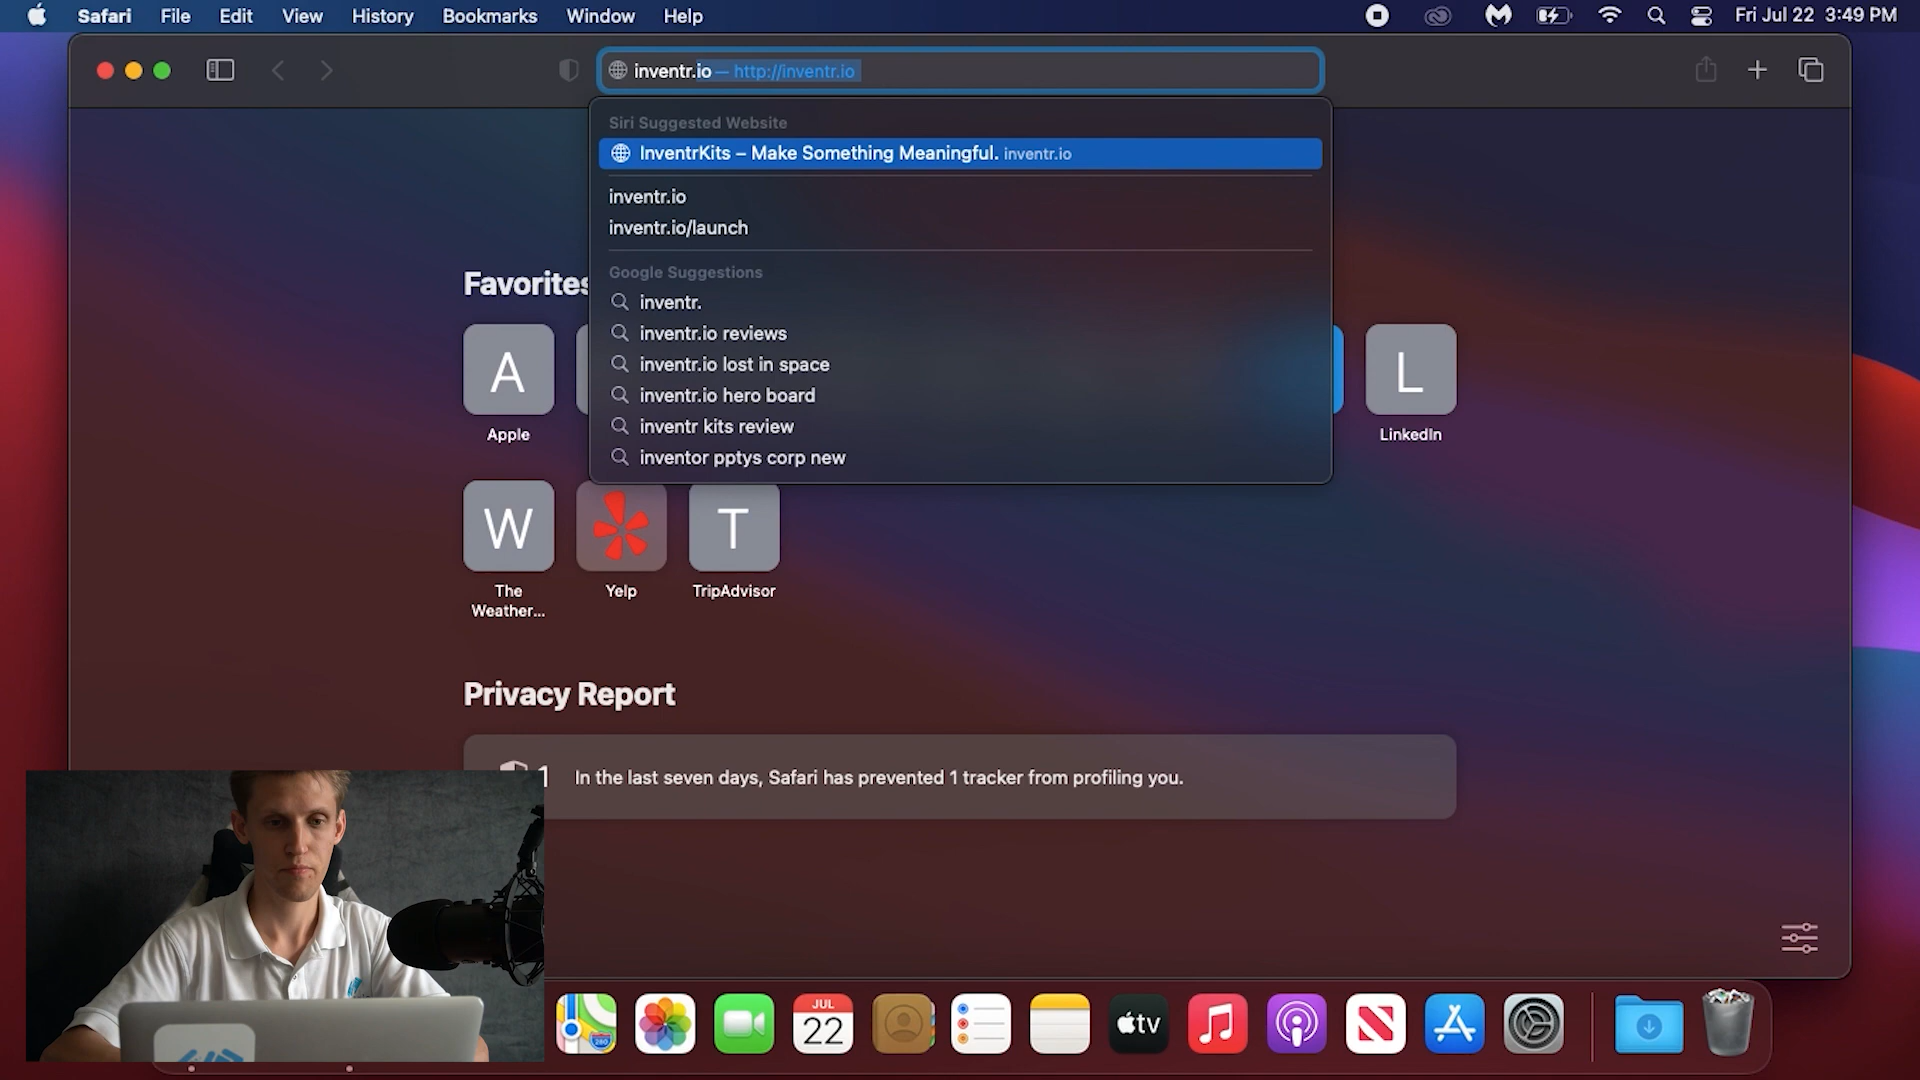 Safari File Edit View History Bookmarks Window Help Fri Jul 22 3:49 PM
inventr.io — http://inventr.io
Siri Suggested Website
InventrKits – Make Something Meaningful. inventr.io
inventr.io
inventr.io/launch
Google Suggestions
inventr.
inventr.io reviews
inventr.io lost in space
inventr.io hero board
inventr kits review
inventor pptys corp new
Favorites
A
L
Apple
LinkedIn
W
T
The
Weather...
Yelp
TripAdvisor
Privacy Report
1 In the last seven days, Safari has prevented 1 tracker from profiling you.
JUL
22
tv
280